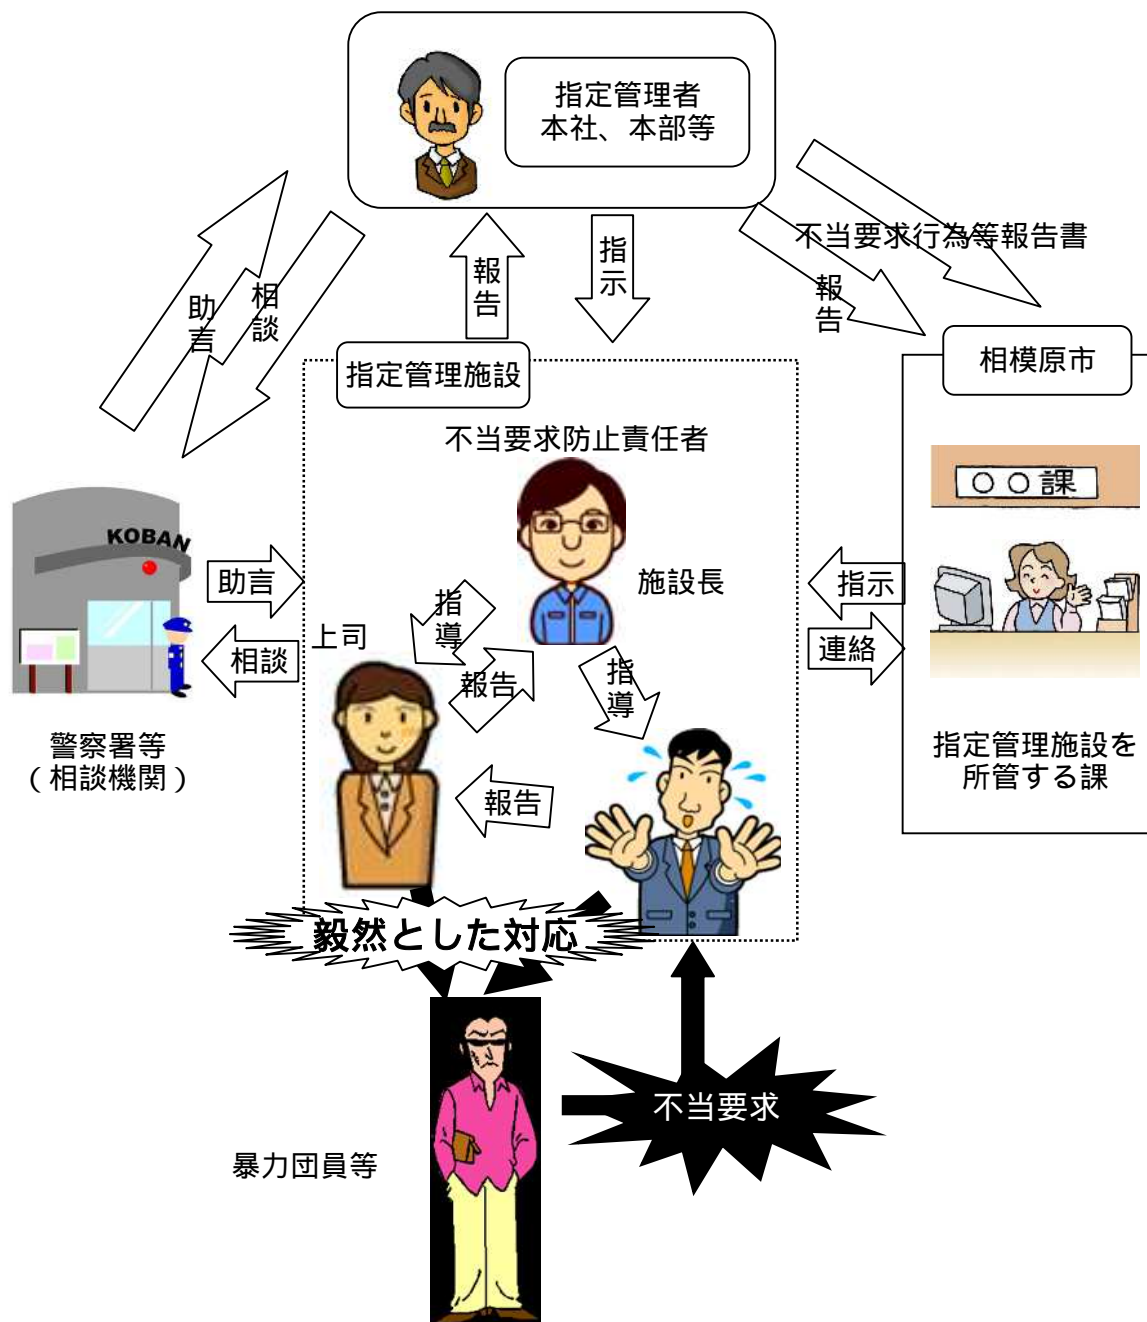 指定管理者
本社、本部等
不当要求行為等報告書
報告
指示
報告
助言
相談
指定管理施設
相模原市
不当要求防止責任者
○○課
KOBAN
助言
指導
施設長
指示
上司
相談
報告
指導
連絡
警察署等
（相談機関）
報告
指定管理施設を
所管する課
毅然とした対応
不当要求
暴力団員等